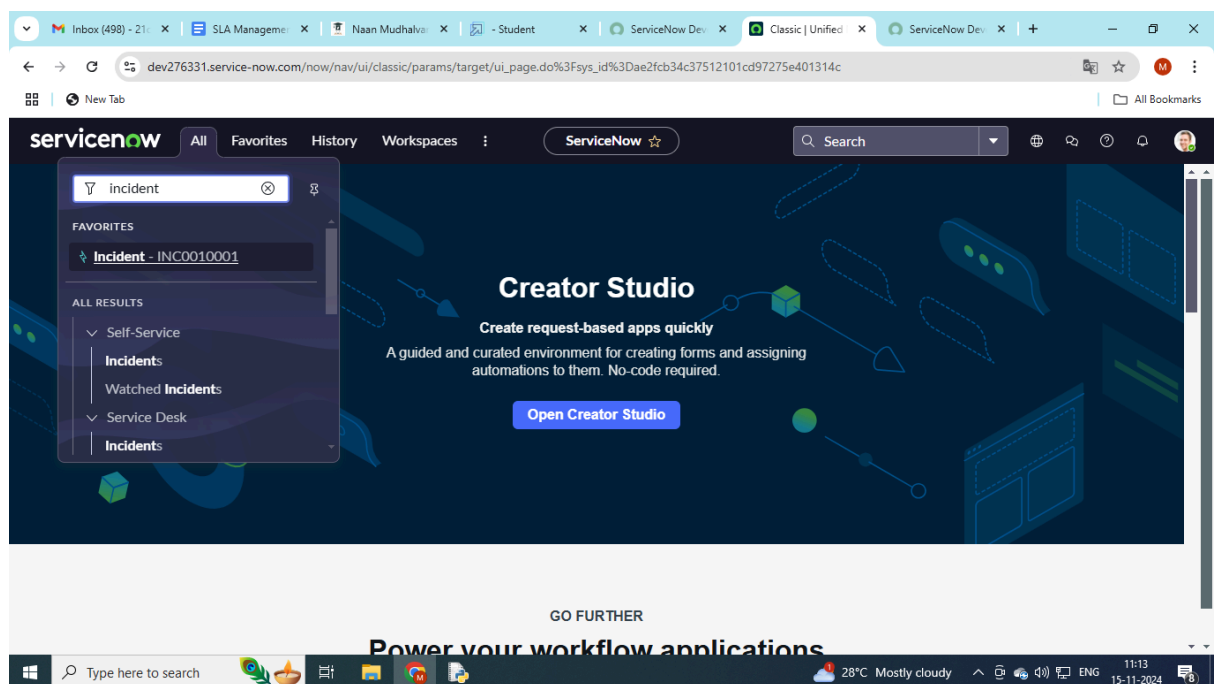 Inbox (498) - 21c
SLA Managemer
Naan Mudhalvar
- Student
ServiceNow Dev
Classic | Unified
ServiceNow Dev
dev276331.service-now.com/now/nav/ui/classic/params/target/ui_page.do%3Fsys_id%3Dae2fcb34c37512101cd97275e401314c
M
New Tab
All Bookmarks
servicenow
All
Favorites
History
Workspaces
ServiceNow
Search
incident
FAVORITES
Incident - INC0010001
ALL RESULTS
Self-Service
Incidents
Watched Incidents
Service Desk
Incidents
Creator Studio
Create request-based apps quickly
A guided and curated environment for creating forms and assigning
automations to them. No-code required.
Open Creator Studio
GO FURTHER
Power your workflow applications
Type here to search
28°C Mostly cloudy
ENG
11:13
15-11-2024
8